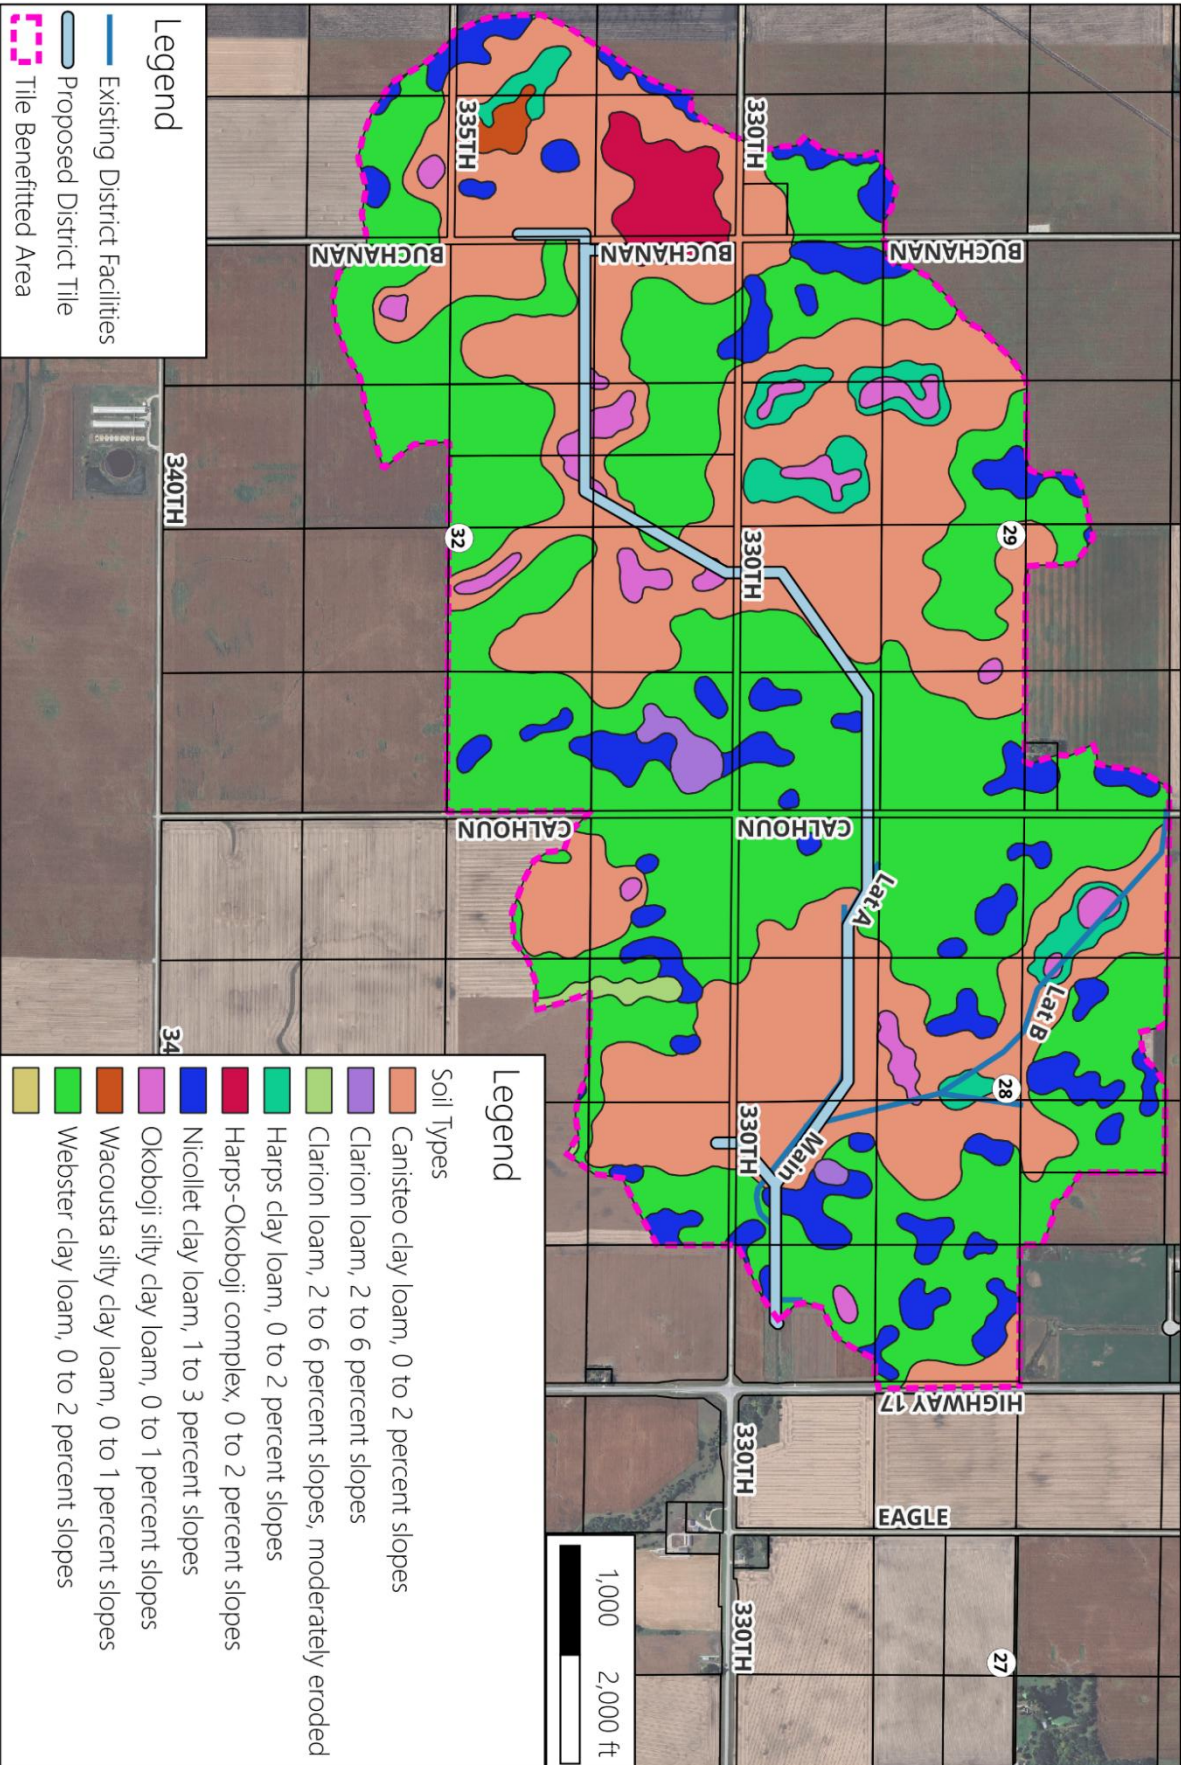 BUCHANAN
BUCHANAN
BUCHANAN
330TH
335TH
29
32
330TH
340TH
CALHOUN
CALHOUN
Lat A
Lat B
28
Main
330TH
34
HIGHWAY 17
330TH
EAGLE
330TH
27
Legend
Existing District Facilities
Proposed District Tile
Tile Benefitted Area
Legend
Soil Types
Canisteo clay loam, 0 to 2 percent slopes
Clarion loam, 2 to 6 percent slopes
Clarion loam, 2 to 6 percent slopes, moderately eroded
Harps clay loam, 0 to 2 percent slopes
Harps-Okoboji complex, 0 to 2 percent slopes
Nicollet clay loam, 1 to 3 percent slopes
Okoboji silty clay loam, 0 to 1 percent slopes
Wacousta silty clay loam, 0 to 1 percent slopes
Webster clay loam, 0 to 2 percent slopes
1,000 2,000 ft